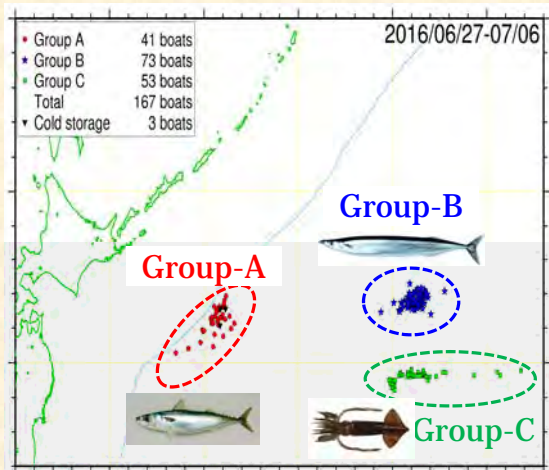 2016/06/27-07/06
Group A 41 boats
Group B 73 boats
Group C 53 boats
Total 167 boats
Cold storage 3 boats
Group-B
Group-A
Group-C